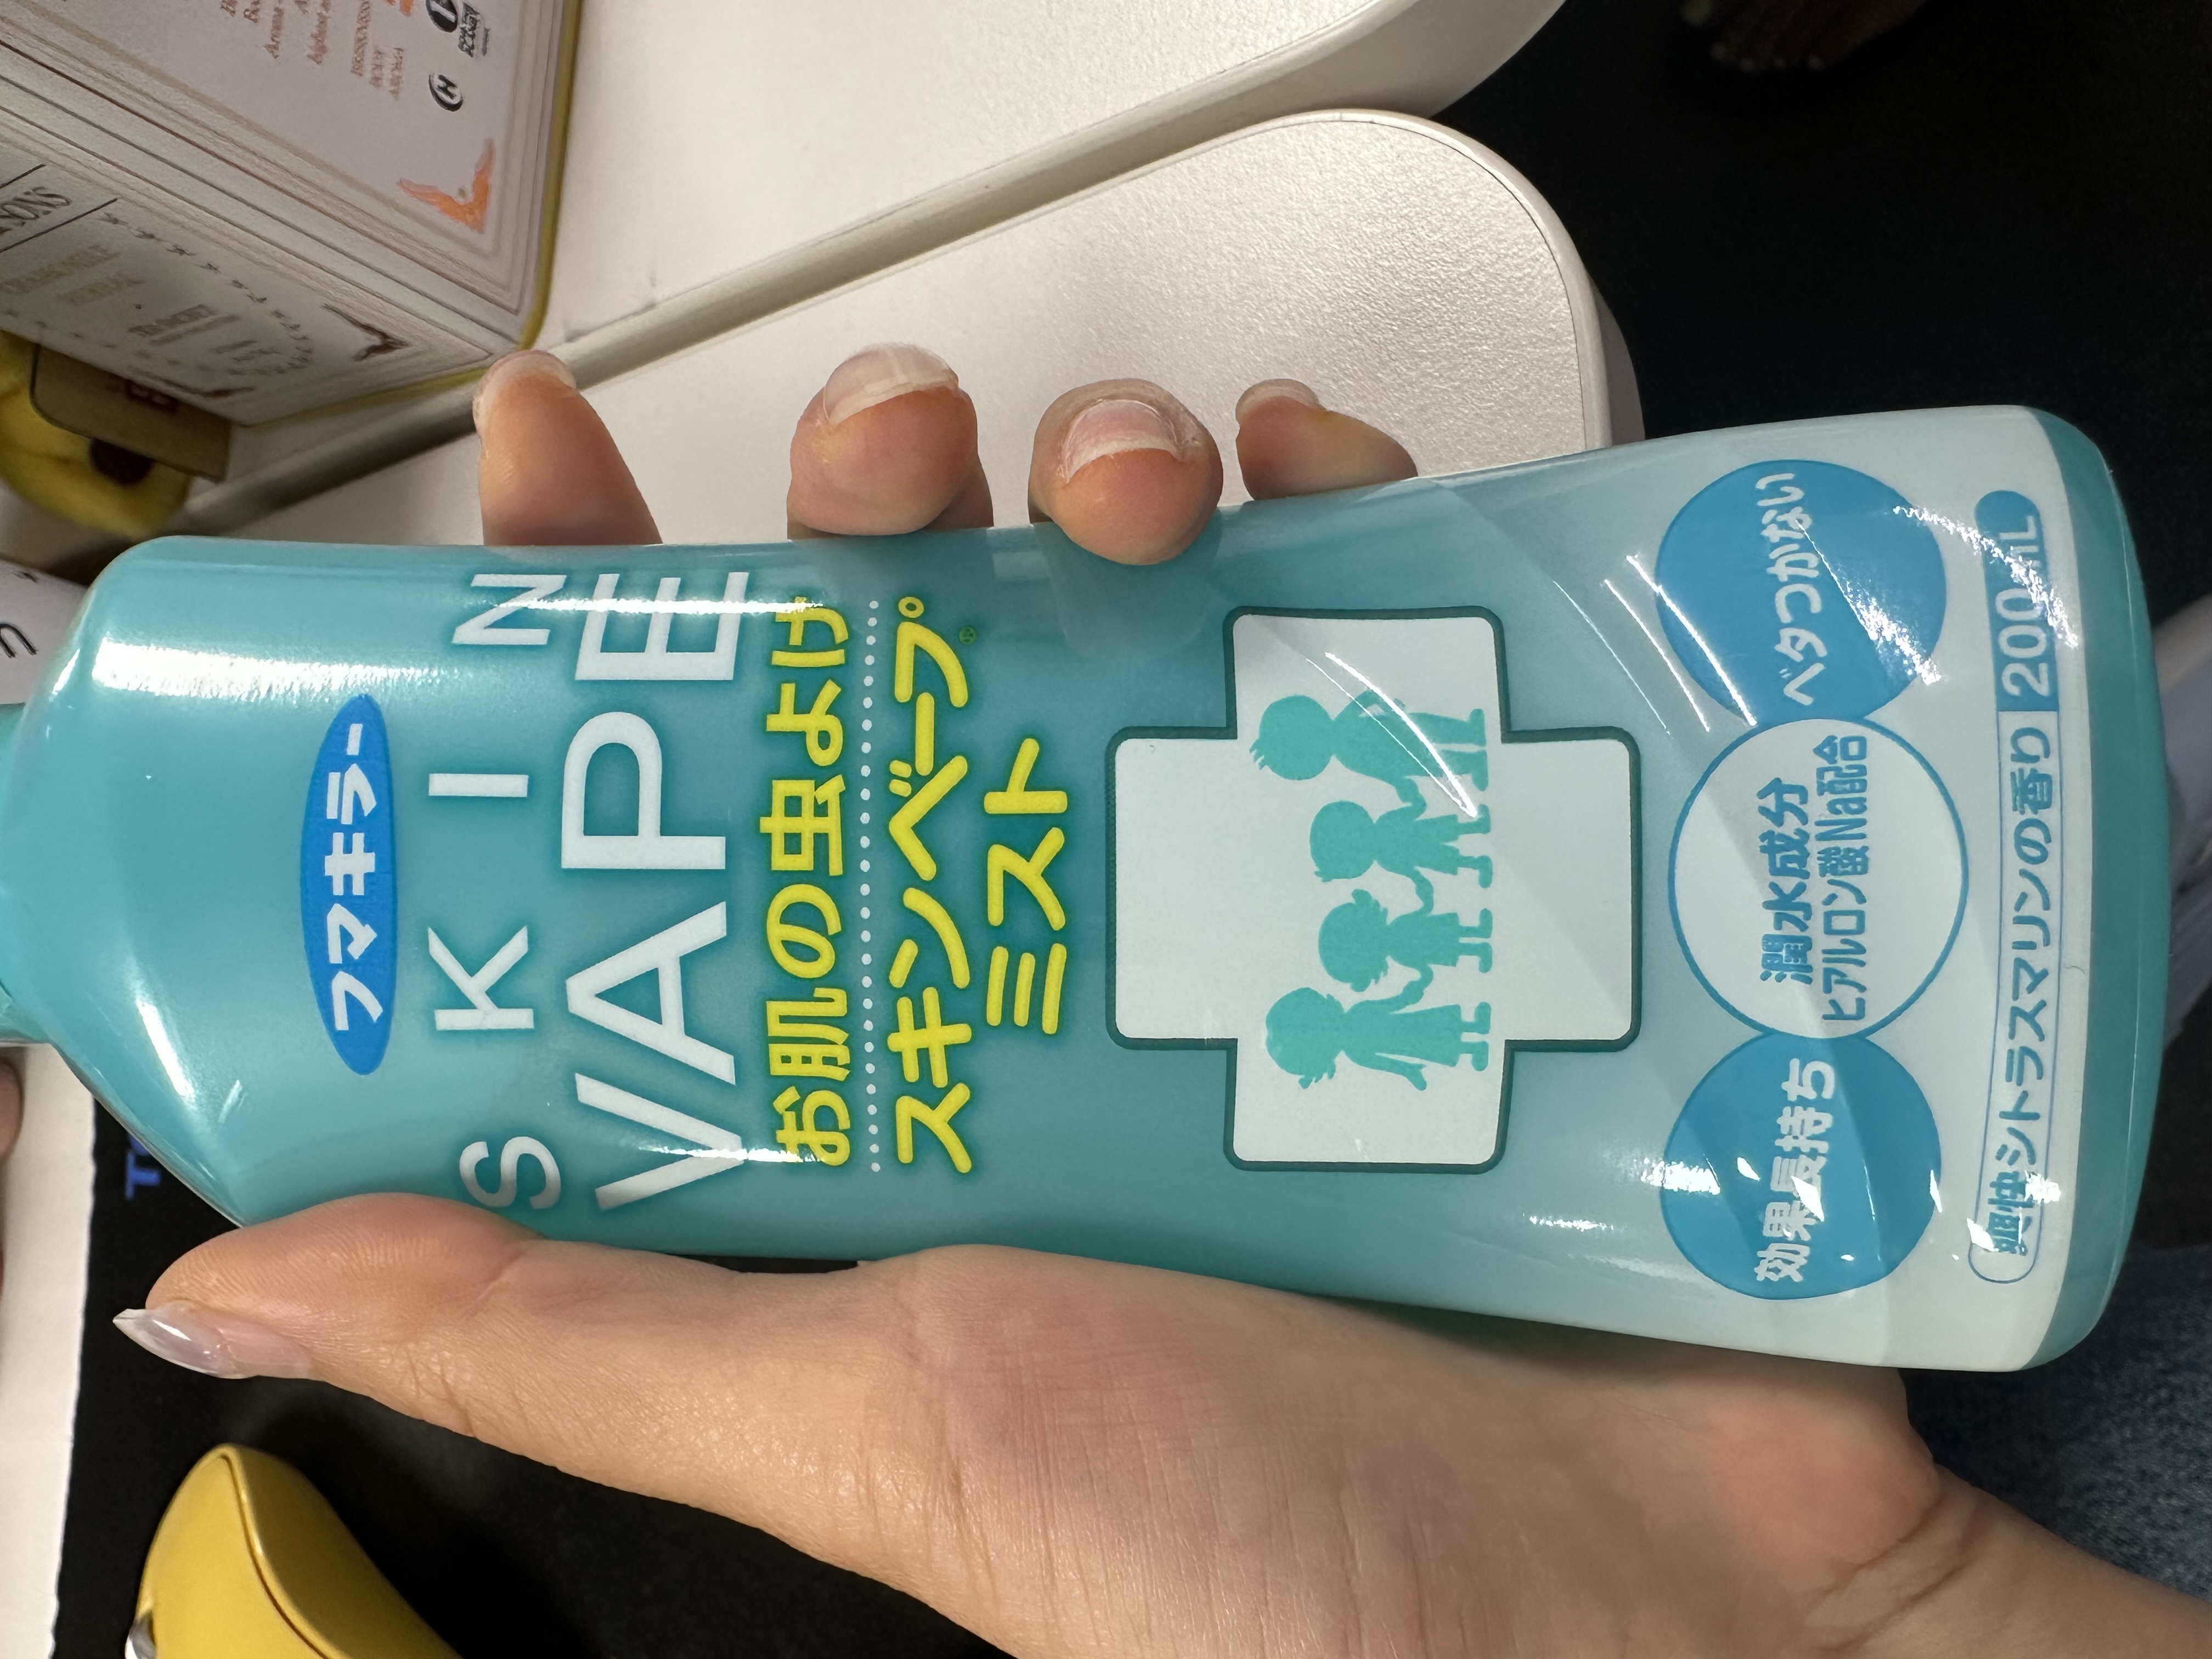 フマキラー
SKIN
VAPE
お肌の虫よけ
スキンベープ®
ミスト
効果長持ち
潤水成分
ヒアルロン酸Na配合
ベタつかない
爽快シトラスマリンの香り 200mL
SONS
BODY
AROMA